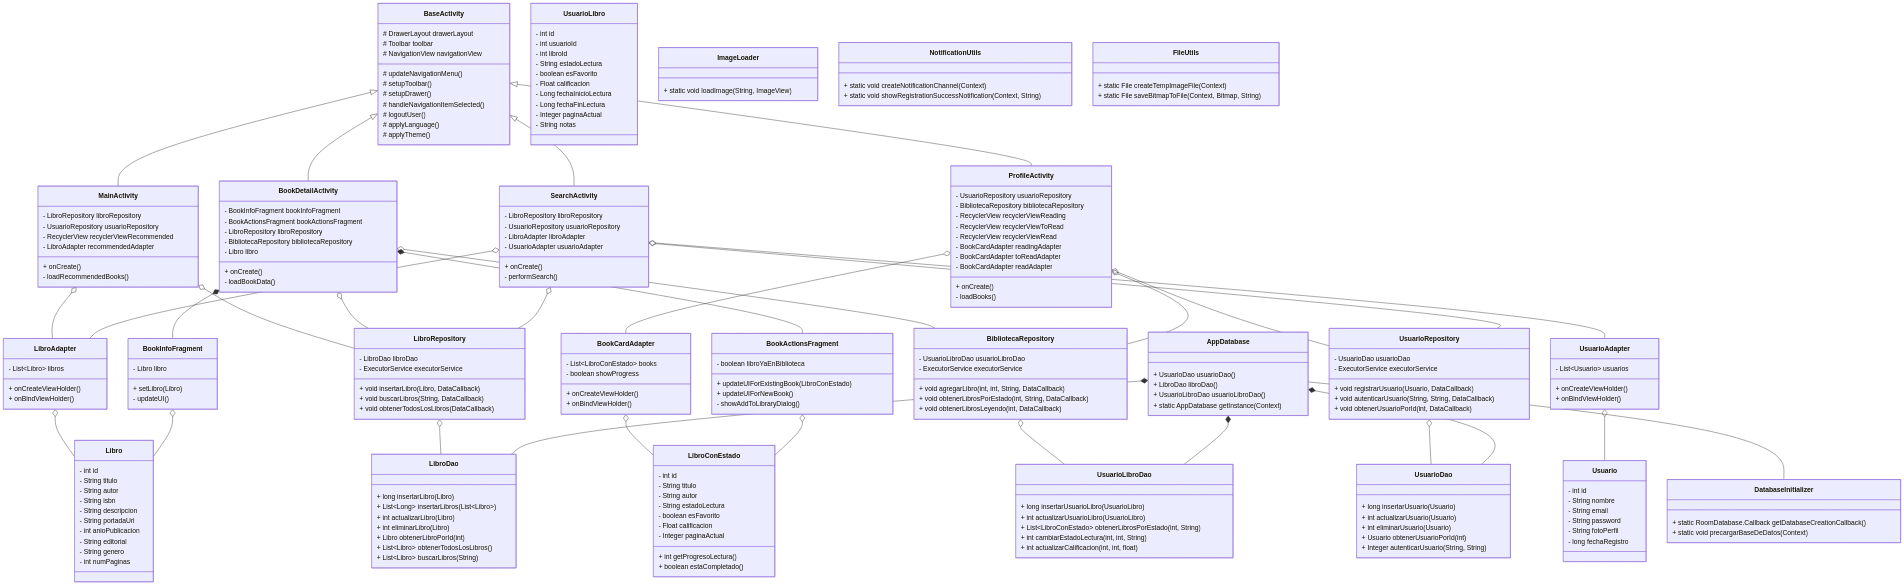 BaseActivity
# DrawerLayout drawerLayout
# Toolbar toolbar
# NavigationView navigationView
# updateNavigationMenu()
# setupToolbar()
# setupDrawer()
# handleNavigationItemSelected()
# logoutUser()
# applyLanguage()
# applyTheme()
UsuarioLibro
- int id
- int usuarioId
- int libroId
- String estadoLectura
- boolean esFavorito
- Float calificacion
- Long fechaInicioLectura
- Long fechaFinLectura
- Integer paginaActual
- String notas
ImageLoader
+ static void loadImage(String, ImageView)
NotificationUtils
+ static void createNotificationChannel(Context)
+ static void showRegistrationSuccessNotification(Context, String)
FileUtils
+ static File createTempImageFile(Context)
+ static File saveBitmapToFile(Context, Bitmap, String)
MainActivity
- LibroRepository libroRepository
- UsuarioRepository usuarioRepository
- RecyclerView recyclerViewRecommended
- LibroAdapter recommendedAdapter
+ onCreate()
- loadRecommendedBooks()
BookDetailActivity
- BookInfoFragment bookInfoFragment
- BookActionsFragment bookActionsFragment
- LibroRepository libroRepository
- BibliotecaRepository bibliotecaRepository
- Libro libro
+ onCreate()
- loadBookData()
SearchActivity
- LibroRepository libroRepository
- UsuarioRepository usuarioRepository
- LibroAdapter libroAdapter
- UsuarioAdapter usuarioAdapter
+ onCreate()
- performSearch()
ProfileActivity
- UsuarioRepository usuarioRepository
- BibliotecaRepository bibliotecaRepository
- RecyclerView recyclerViewReading
- RecyclerView recyclerViewToRead
- RecyclerView recyclerViewRead
- BookCardAdapter readingAdapter
- BookCardAdapter toReadAdapter
- BookCardAdapter readAdapter
+ onCreate()
- loadBooks()
LibroAdapter
- List<Libro> libros
+ onCreateViewHolder()
+ onBindViewHolder()
BookInfoFragment
- Libro libro
+ setLibro(Libro)
- updateUI()
LibroRepository
- LibroDao libroDao
- ExecutorService executorService
+ void insertarLibro(Libro, DataCallback)
+ void buscarLibros(String, DataCallback)
+ void obtenerTodosLosLibros(DataCallback)
BookCardAdapter
- List<LibroConEstado> books
- boolean showProgress
+ onCreateViewHolder()
+ onBindViewHolder()
BookActionsFragment
- boolean libroYaEnBiblioteca
+ updateUIForExistingBook(LibroConEstado)
+ updateUIForNewBook()
- showAddToLibraryDialog()
BibliotecaRepository
- UsuarioLibroDao usuarioLibroDao
- ExecutorService executorService
+ void agregarLibro(int, int, String, DataCallback)
+ void obtenerLibrosPorEstado(int, String, DataCallback)
+ void obtenerLibrosLeyendo(int, DataCallback)
AppDatabase
+ UsuarioDao usuarioDao()
+ LibroDao libroDao()
+ UsuarioLibroDao usuarioLibroDao()
+ static AppDatabase getInstance(Context)
UsuarioRepository
- UsuarioDao usuarioDao
- ExecutorService executorService
+ void registrarUsuario(Usuario, DataCallback)
+ void autenticarUsuario(String, String, DataCallback)
+ void obtenerUsuarioPorId(int, DataCallback)
UsuarioAdapter
- List<Usuario> usuarios
+ onCreateViewHolder()
+ onBindViewHolder()
Libro
- int id
- String titulo
- String autor
- String isbn
- String descripcion
- String portadaUrl
- int anioPublicacion
- String editorial
- String genero
- int numPaginas
LibroDao
+ long insertarLibro(Libro)
+ List<Long> insertarLibros(List<Libro>)
+ int actualizarLibro(Libro)
+ int eliminarLibro(Libro)
+ Libro obtenerLibroPorId(int)
+ List<Libro> obtenerTodosLosLibros()
+ List<Libro> buscarLibros(String)
LibroConEstado
- int id
- String titulo
- String autor
- String estadoLectura
- boolean esFavorito
- Float calificacion
- Integer paginaActual
+ int getProgresoLectura()
+ boolean estaCompletado()
UsuarioLibroDao
+ long insertarUsuarioLibro(UsuarioLibro)
+ int actualizarUsuarioLibro(UsuarioLibro)
+ List<LibroConEstado> obtenerLibrosPorEstado(int, String)
+ int cambiarEstadoLectura(int, int, String)
+ int actualizarCalificacion(int, int, float)
UsuarioDao
+ long insertarUsuario(Usuario)
+ int actualizarUsuario(Usuario)
+ int eliminarUsuario(Usuario)
+ Usuario obtenerUsuarioPorId(int)
+ Integer autenticarUsuario(String, String)
Usuario
- int id
- String nombre
- String email
- String password
- String fotoPerfil
- long fechaRegistro
DatabaseInitializer
+ static RoomDatabase.Callback getDatabaseCreationCallback()
+ static void precargarBaseDeDatos(Context)